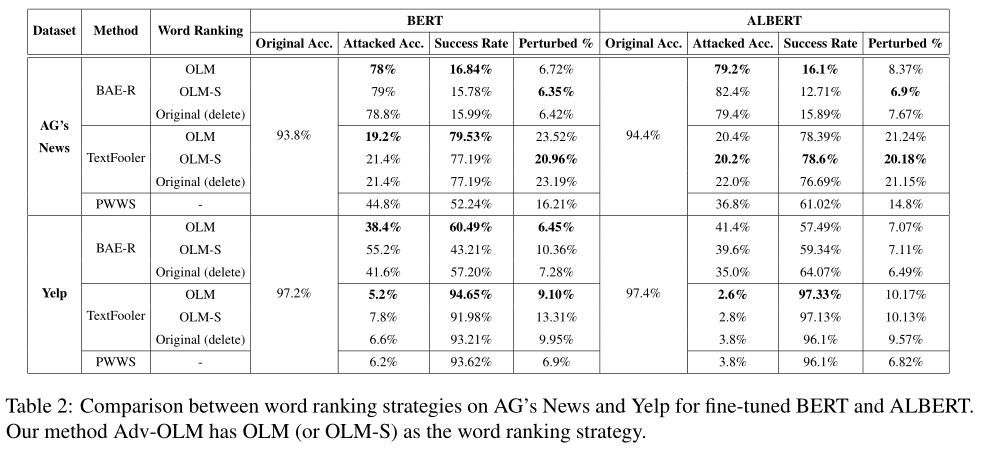 Dataset Method Word Ranking BERT ALBERT
Original Acc. Attacked Acc. Success Rate Perturbed % Original Acc. Attacked Acc. Success Rate Perturbed %
AG's News BAE-R OLM 93.8% 78% 16.84% 6.72% 94.4% 79.2% 16.1% 8.37%
OLM-S 79% 15.78% 6.35% 82.4% 12.71% 6.9%
Original (delete) 78.8% 15.99% 6.42% 79.4% 15.89% 7.67%
TextFooler OLM 19.2% 79.53% 23.52% 20.4% 78.39% 21.24%
OLM-S 21.4% 77.19% 20.96% 20.2% 78.6% 20.18%
Original (delete) 21.4% 77.19% 23.19% 22.0% 76.69% 21.15%
PWWS - 44.8% 52.24% 16.21% 36.8% 61.02% 14.8%
Yelp BAE-R OLM 97.2% 38.4% 60.49% 6.45% 97.4% 41.4% 57.49% 7.07%
OLM-S 55.2% 43.21% 10.36% 39.6% 59.34% 7.11%
Original (delete) 41.6% 57.20% 7.28% 35.0% 64.07% 6.49%
TextFooler OLM 5.2% 94.65% 9.10% 2.6% 97.33% 10.17%
OLM-S 7.8% 91.98% 13.31% 2.8% 97.13% 10.13%
Original (delete) 6.6% 93.21% 9.95% 3.8% 96.1% 9.57%
PWWS - 6.2% 93.62% 6.9% 3.8% 96.1% 6.82%
Table 2: Comparison between word ranking strategies on AG's News and Yelp for fine-tuned BERT and ALBERT.
Our method Adv-OLM has OLM (or OLM-S) as the word ranking strategy.